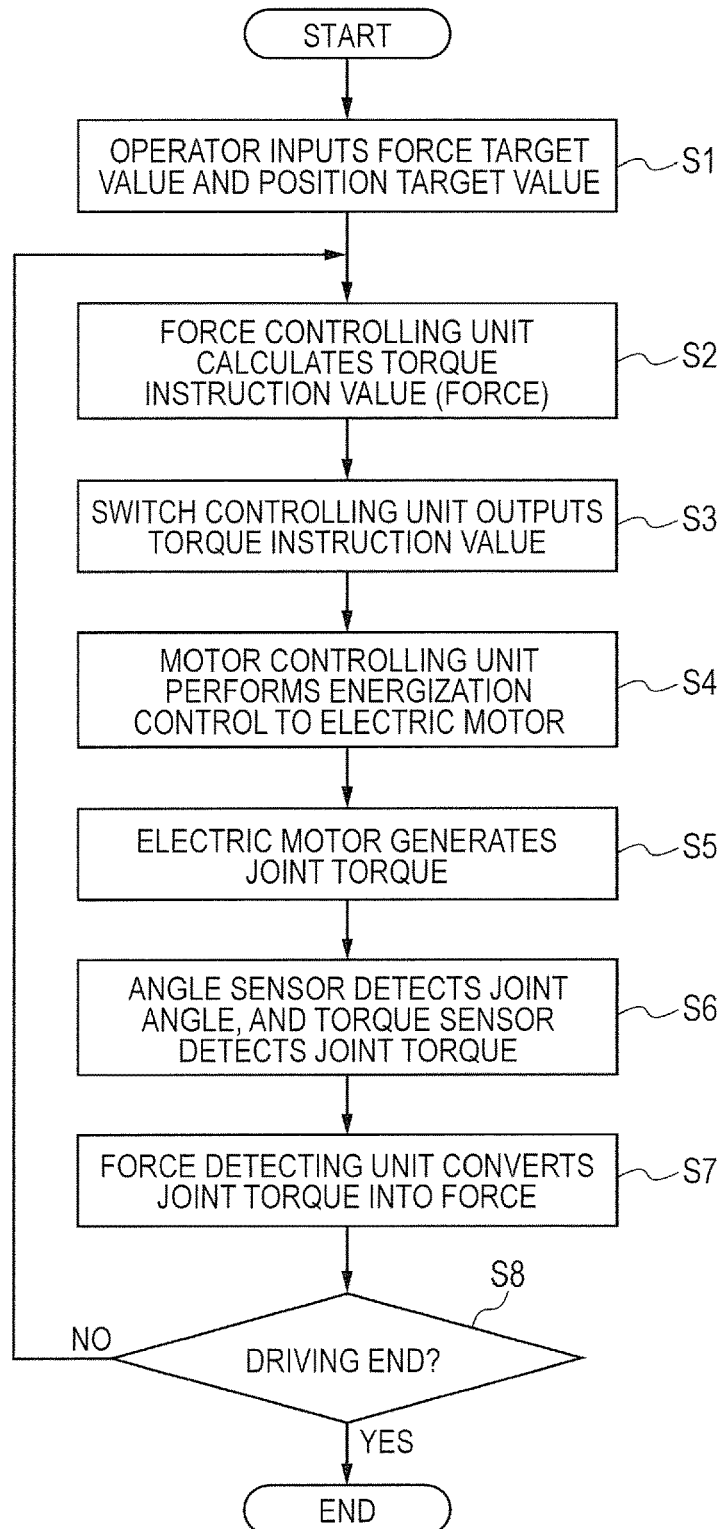 START
OPERATOR INPUTS FORCE TARGET
VALUE AND POSITION TARGET VALUE
S1
FORCE CONTROLLING UNIT
CALCULATES TORQUE
INSTRUCTION VALUE (FORCE)
S2
SWITCH CONTROLLING UNIT OUTPUTS
TORQUE INSTRUCTION VALUE
S3
MOTOR CONTROLLING UNIT
PERFORMS ENERGIZATION
CONTROL TO ELECTRIC MOTOR
S4
ELECTRIC MOTOR GENERATES
JOINT TORQUE
S5
ANGLE SENSOR DETECTS JOINT
ANGLE, AND TORQUE SENSOR
DETECTS JOINT TORQUE
S6
FORCE DETECTING UNIT CONVERTS
JOINT TORQUE INTO FORCE
S7
S8
NO
DRIVING END?
YES
END